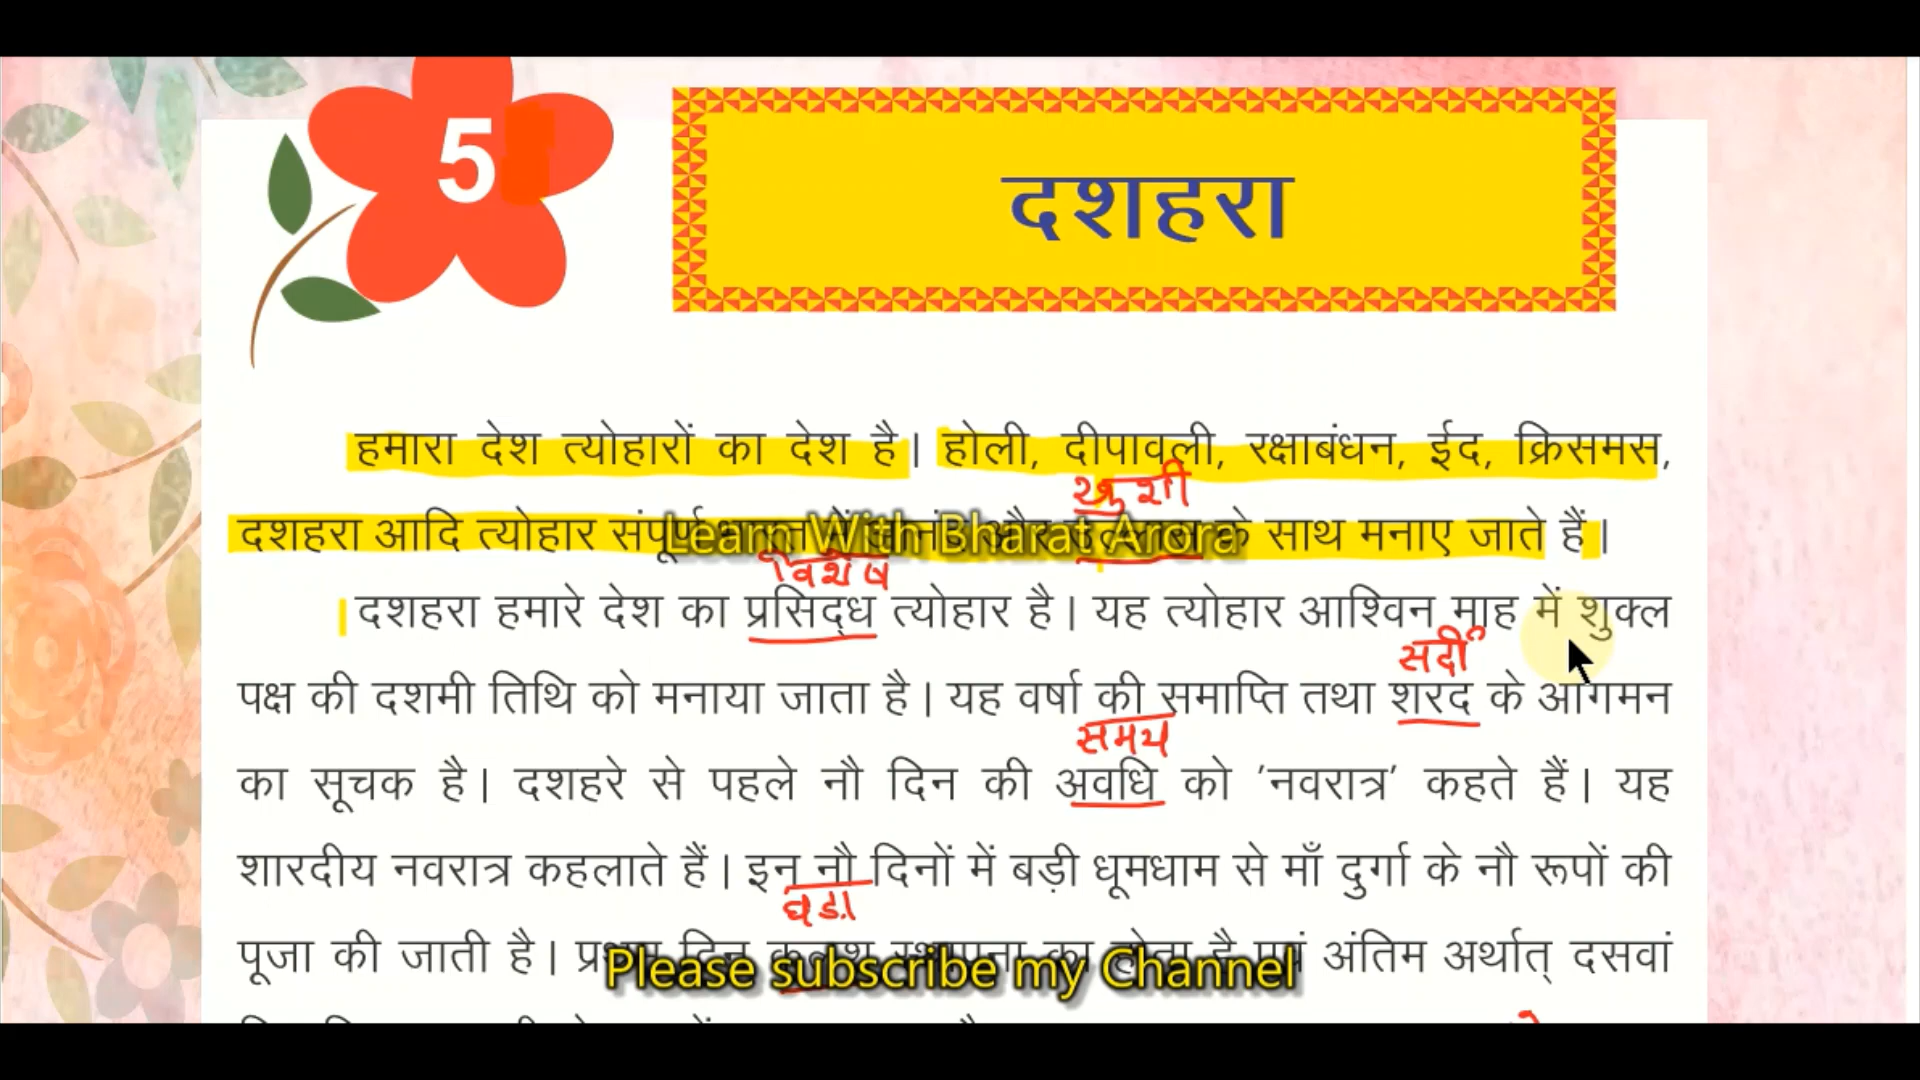 5
दशहरा
हमारा देश त्योहारों का देश है। होली, दीपावली, रक्षाबंधन, ईद, क्रिसमस,
खुशी
दशहरा आदि त्योहार संपूर्ण के साथ मनाए जाते हैं।
Learn With Bharat Arora
विशेष
दशहरा हमारे देश का प्रसिद्ध त्योहार है। यह त्योहार आश्विन माह में शुक्ल
सर्दी
पक्ष की दशमी तिथि को मनाया जाता है। यह वर्षा की समाप्ति तथा शरद के आगमन
समय
का सूचक है। दशहरे से पहले नौ दिन की अवधि को 'नवरात्र' कहते हैं। यह
शारदीय नवरात्र कहलाते हैं। इन नौ दिनों में बड़ी धूमधाम से माँ दुर्गा के नौ रूपों की
घड़ा
पूजा की जाती है। अंतिम अर्थात् दसवां
Please subscribe my Channel